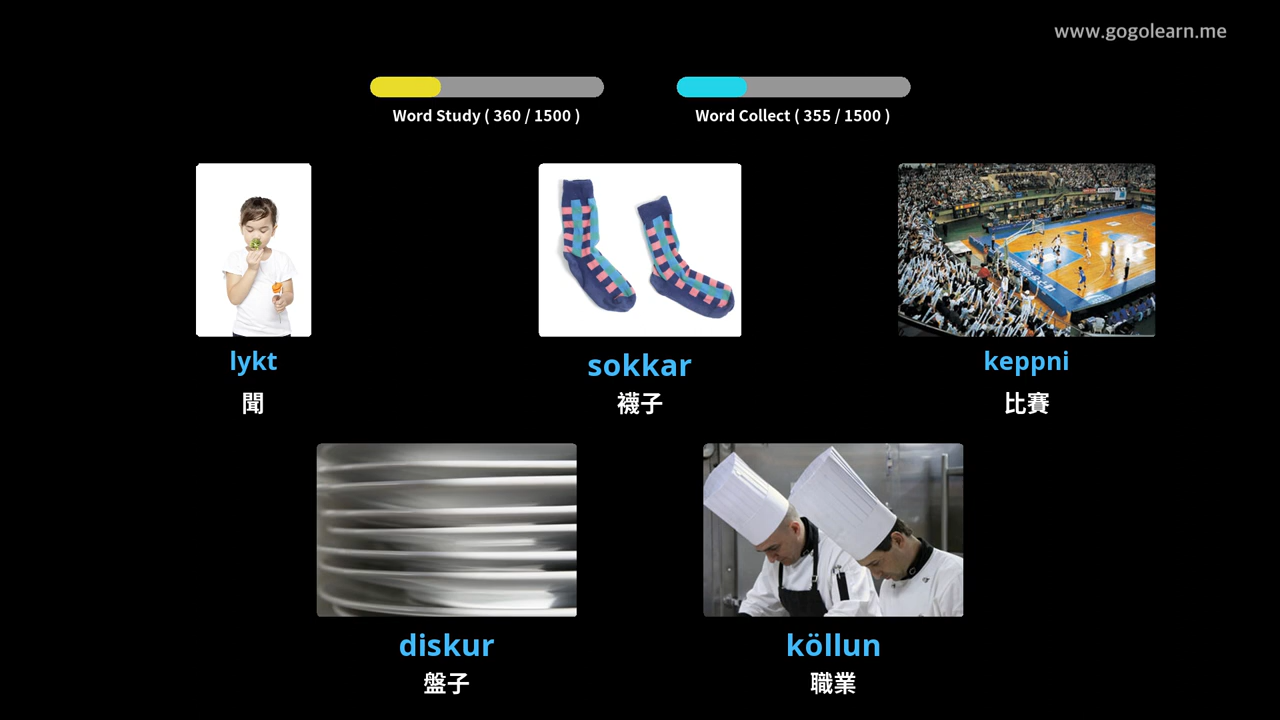 www.gogolearn.me
Word Study ( 360 / 1500 )
Word Collect ( 355 / 1500 )
lykt
聞
sokkar
襪子
keppni
比賽
diskur
盤子
köllun
職業